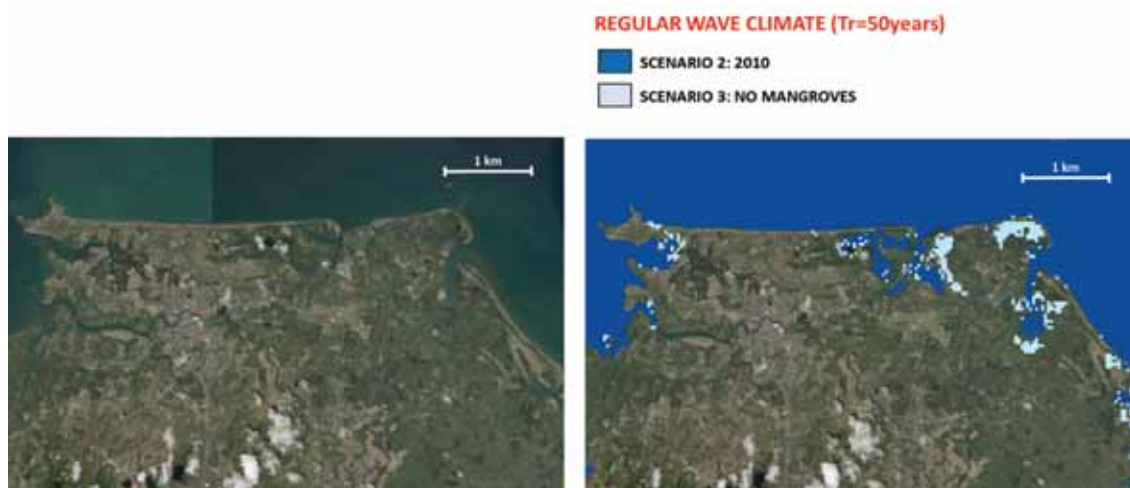 REGULAR WAVE CLIMATE (Tr=50years)
SCENARIO 2: 2010
SCENARIO 3: NO MANGROVES
1 km
1 km